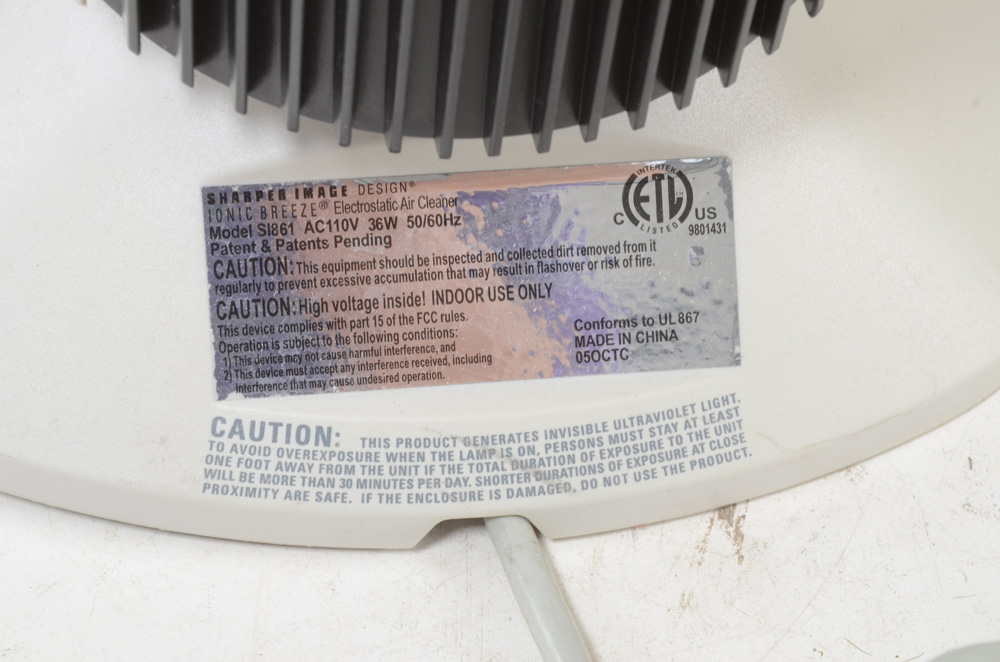 SHARPER IMAGE DESIGN®
IONIC BREEZE® Electrostatic Air Cleaner
Model SI861 AC110V 36W 50/60Hz
Patent & Patents Pending
CAUTION: This equipment should be inspected and collected dirt removed from it
regularly to prevent excessive accumulation that may result in flashover or risk of fire.
CAUTION: High voltage inside! INDOOR USE ONLY
This device complies with part 15 of the FCC rules.
Operation is subject to the following conditions:
1) This device may not cause harmful interference, and
2) This device must accept any interference received, including
interference that may cause undesired operation.
INTERTEK
C ETL US
LISTED
9801431
Conforms to UL 867
MADE IN CHINA
05OCTC
CAUTION: THIS PRODUCT GENERATES INVISIBLE ULTRAVIOLET LIGHT.
TO AVOID OVEREXPOSURE WHEN THE LAMP IS ON, PERSONS MUST STAY AT LEAST
ONE FOOT AWAY FROM THE UNIT IF THE TOTAL DURATION OF EXPOSURE TO THE UNIT
WILL BE MORE THAN 30 MINUTES PER DAY. SHORTER DURATIONS OF EXPOSURE AT CLOSE
PROXIMITY ARE SAFE. IF THE ENCLOSURE IS DAMAGED, DO NOT USE THE PRODUCT.